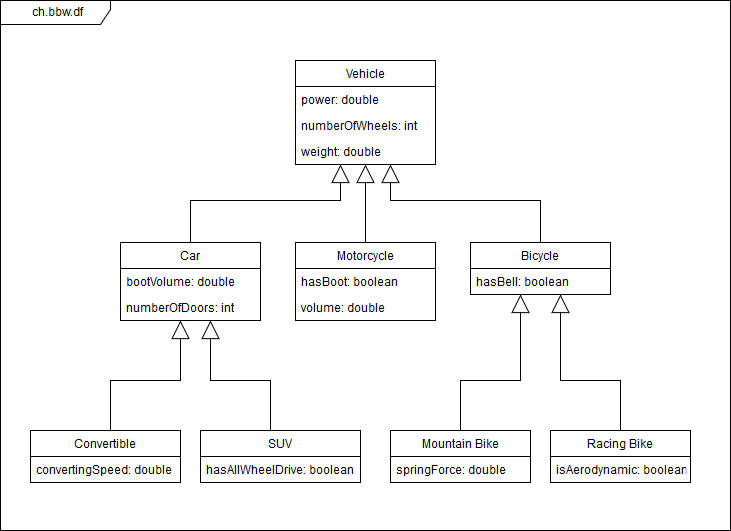 ch.bbw.df
Vehicle
power: double
numberOfWheels: int
weight: double
Car
bootVolume: double
numberOfDoors: int
Motorcycle
hasBoot: boolean
volume: double
Bicycle
hasBell: boolean
Convertible
convertingSpeed: double
SUV
hasAllWheelDrive: boolean
Mountain Bike
springForce: double
Racing Bike
isAerodynamic: boolean